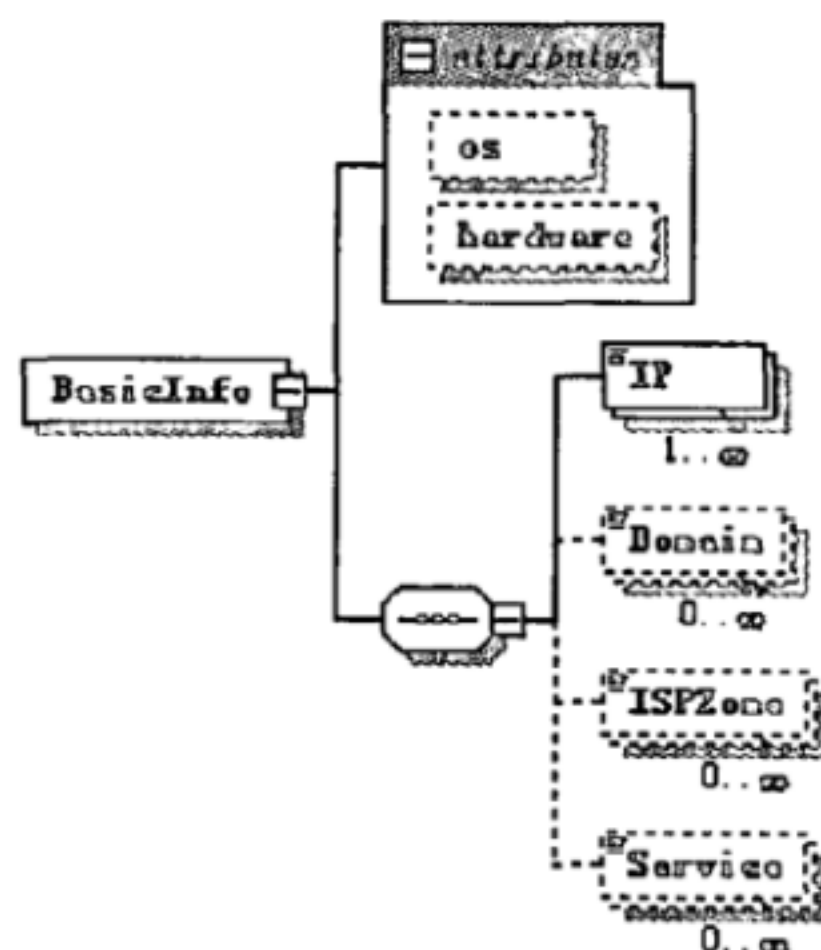 attributes
os
hardware
BasicInfo
IP
1..∞
Domain
0..∞
ISPZone
0..∞
Service
0..∞